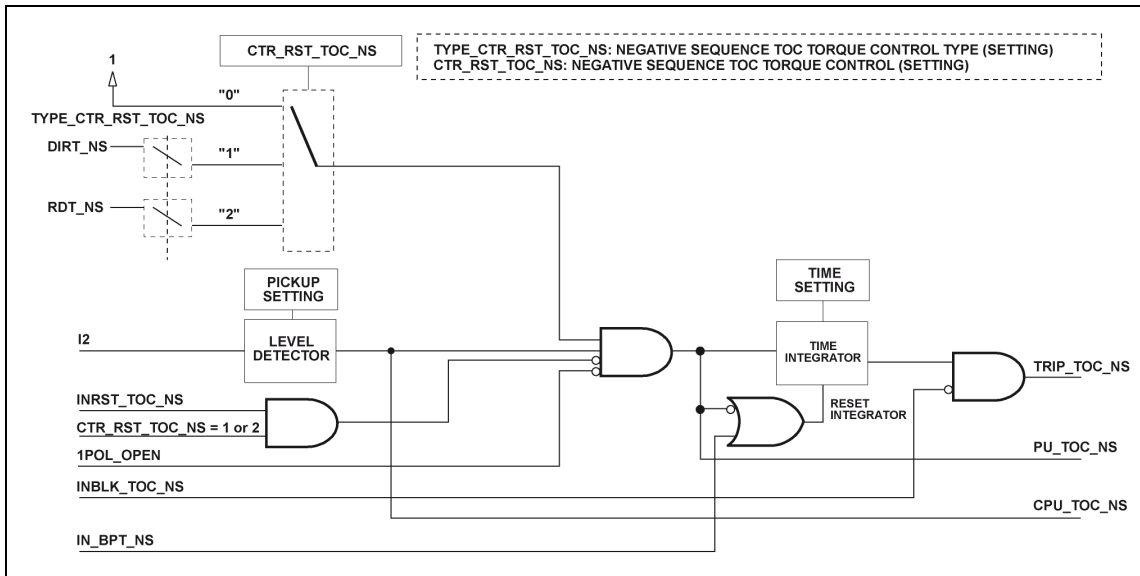 CTR_RST_TOC_NS
TYPE_CTR_RST_TOC_NS: NEGATIVE SEQUENCE TOC TORQUE CONTROL TYPE (SETTING)
CTR_RST_TOC_NS: NEGATIVE SEQUENCE TOC TORQUE CONTROL (SETTING)
1
"0"
TYPE_CTR_RST_TOC_NS
DIRT_NS
"1"
RDT_NS
"2"
PICKUP
SETTING
TIME
SETTING
I2
LEVEL
DETECTOR
TIME
INTEGRATOR
TRIP_TOC_NS
RESET
INTEGRATOR
INRST_TOC_NS
CTR_RST_TOC_NS = 1 or 2
1POL_OPEN
PU_TOC_NS
INBLK_TOC_NS
CPU_TOC_NS
IN_BPT_NS